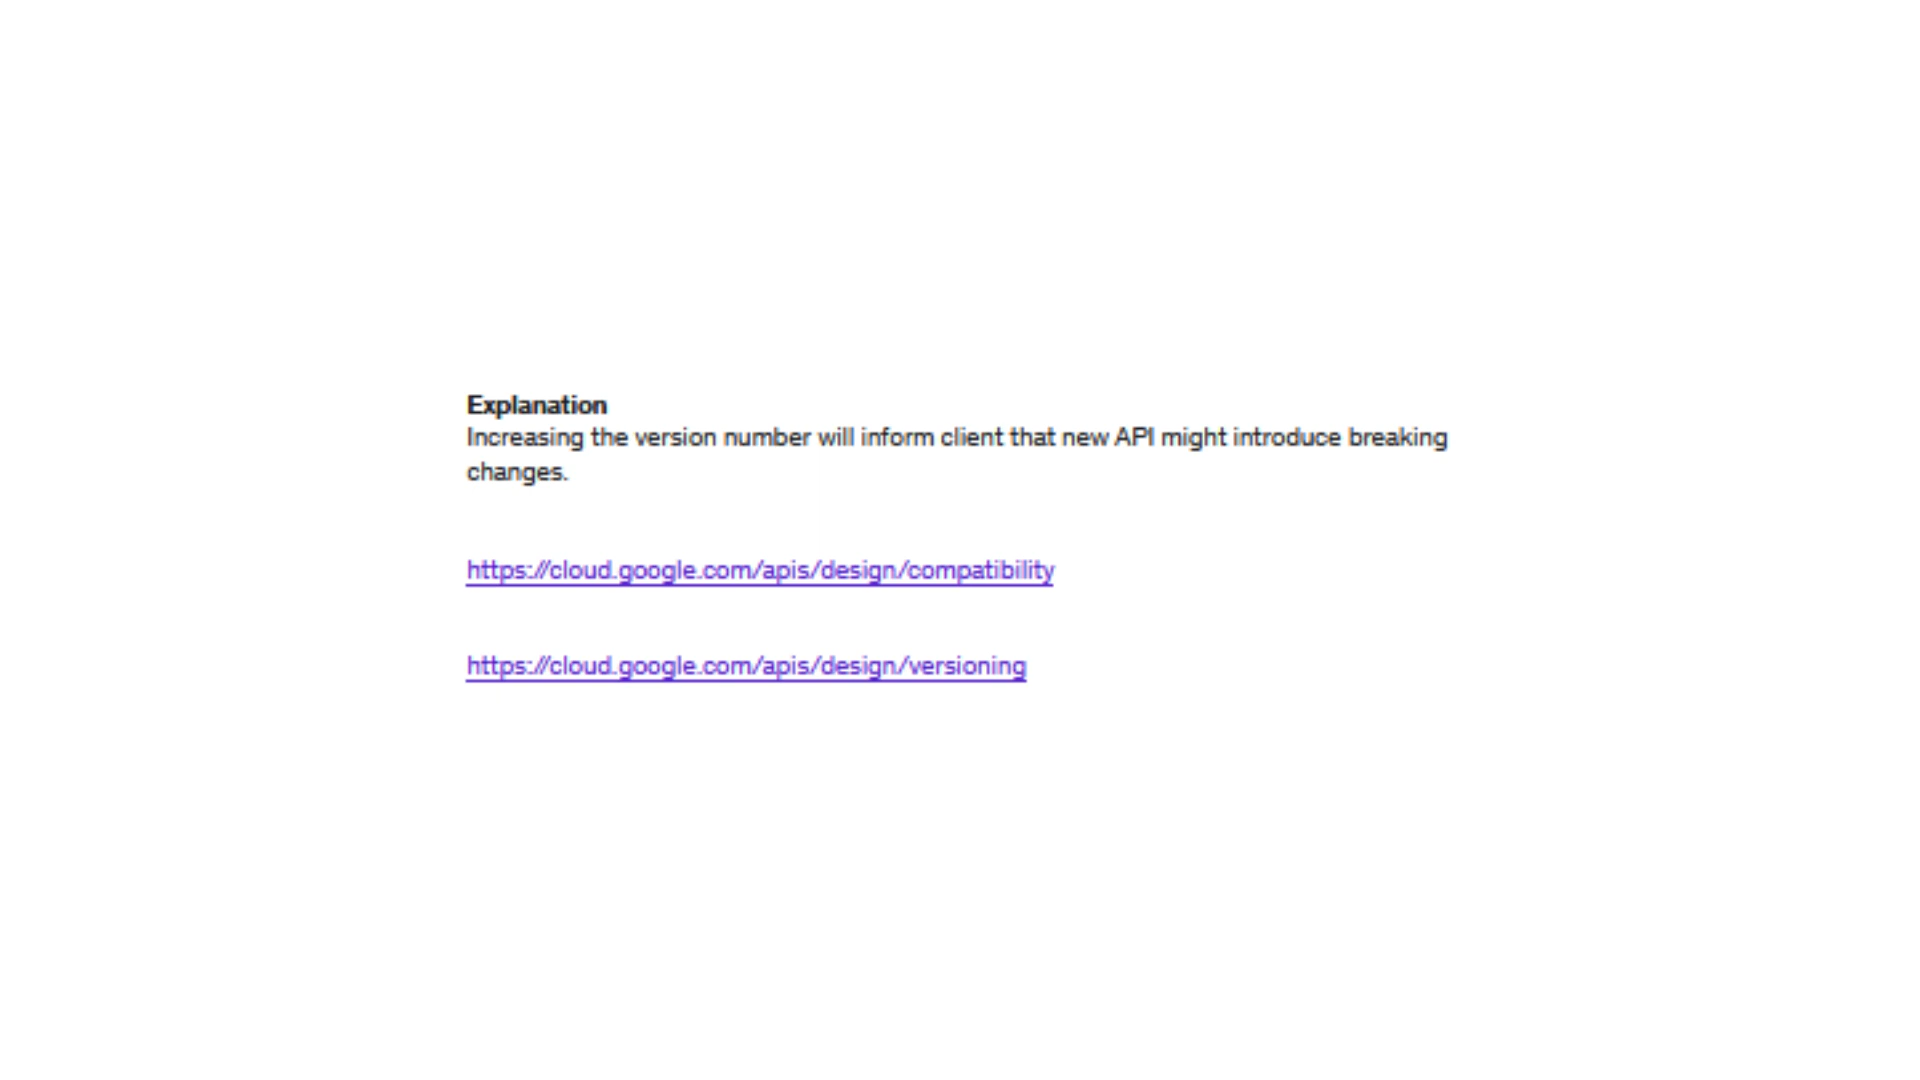 Explanation
Increasing the version number will inform client that new API might introduce breaking
changes.
https://cloud.google.com/apis/design/compatibility
https://cloud.google.com/apis/design/versioning